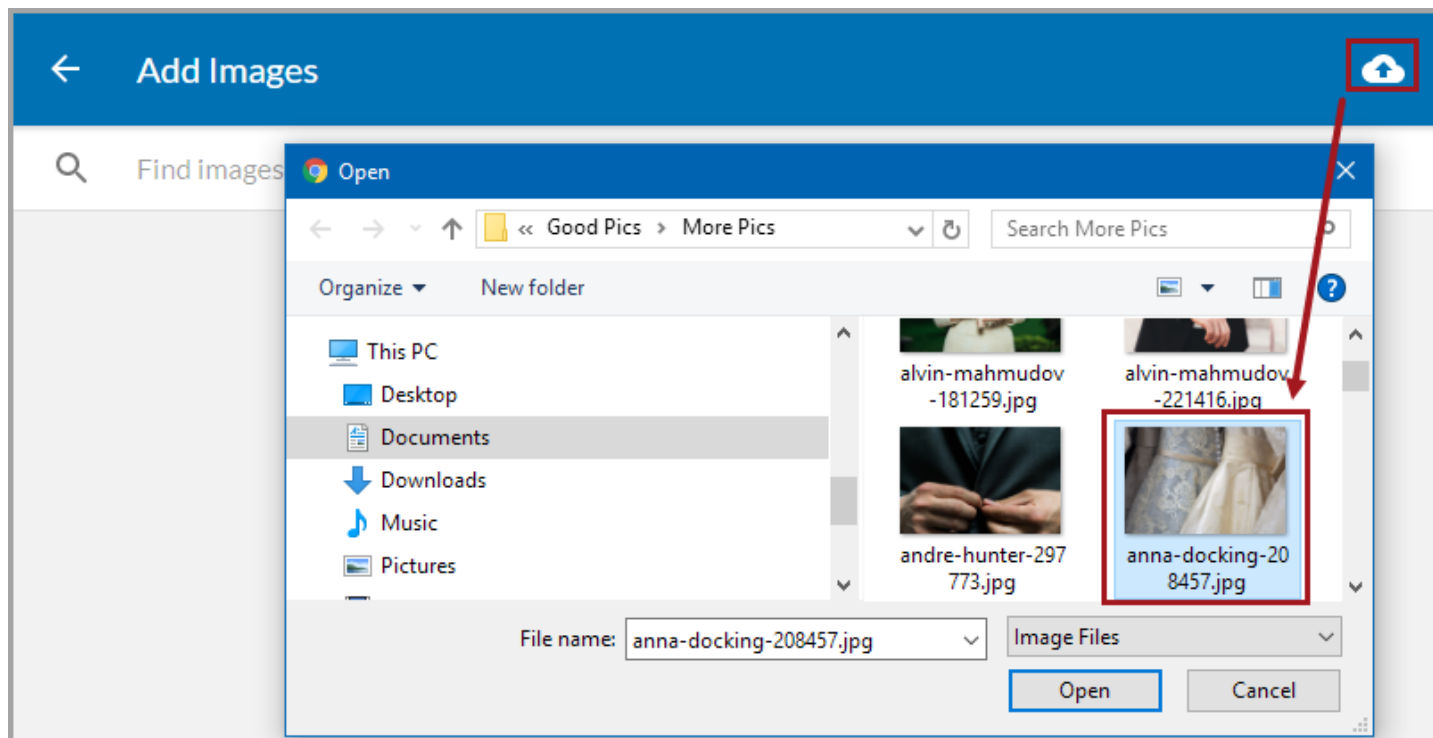 Add Images
Find images
Open
« Good Pics › More Pics
Search More Pics
Organize
New folder
This PC
Desktop
Documents
Downloads
Music
Pictures
alvin-mahmudov
-181259.jpg
alvin-mahmudov
-221416.jpg
andre-hunter-297
773.jpg
anna-docking-20
8457.jpg
File name:
anna-docking-208457.jpg
Image Files
Open
Cancel